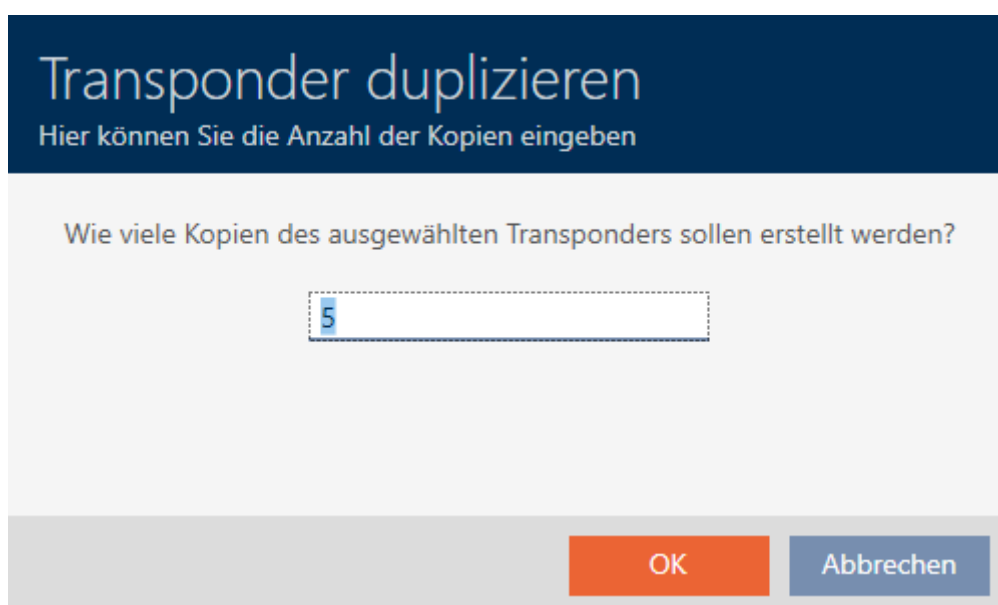 Transponder duplizieren
Hier können Sie die Anzahl der Kopien eingeben
Wie viele Kopien des ausgewählten Transponders sollen erstellt werden?
5
OK Abbrechen